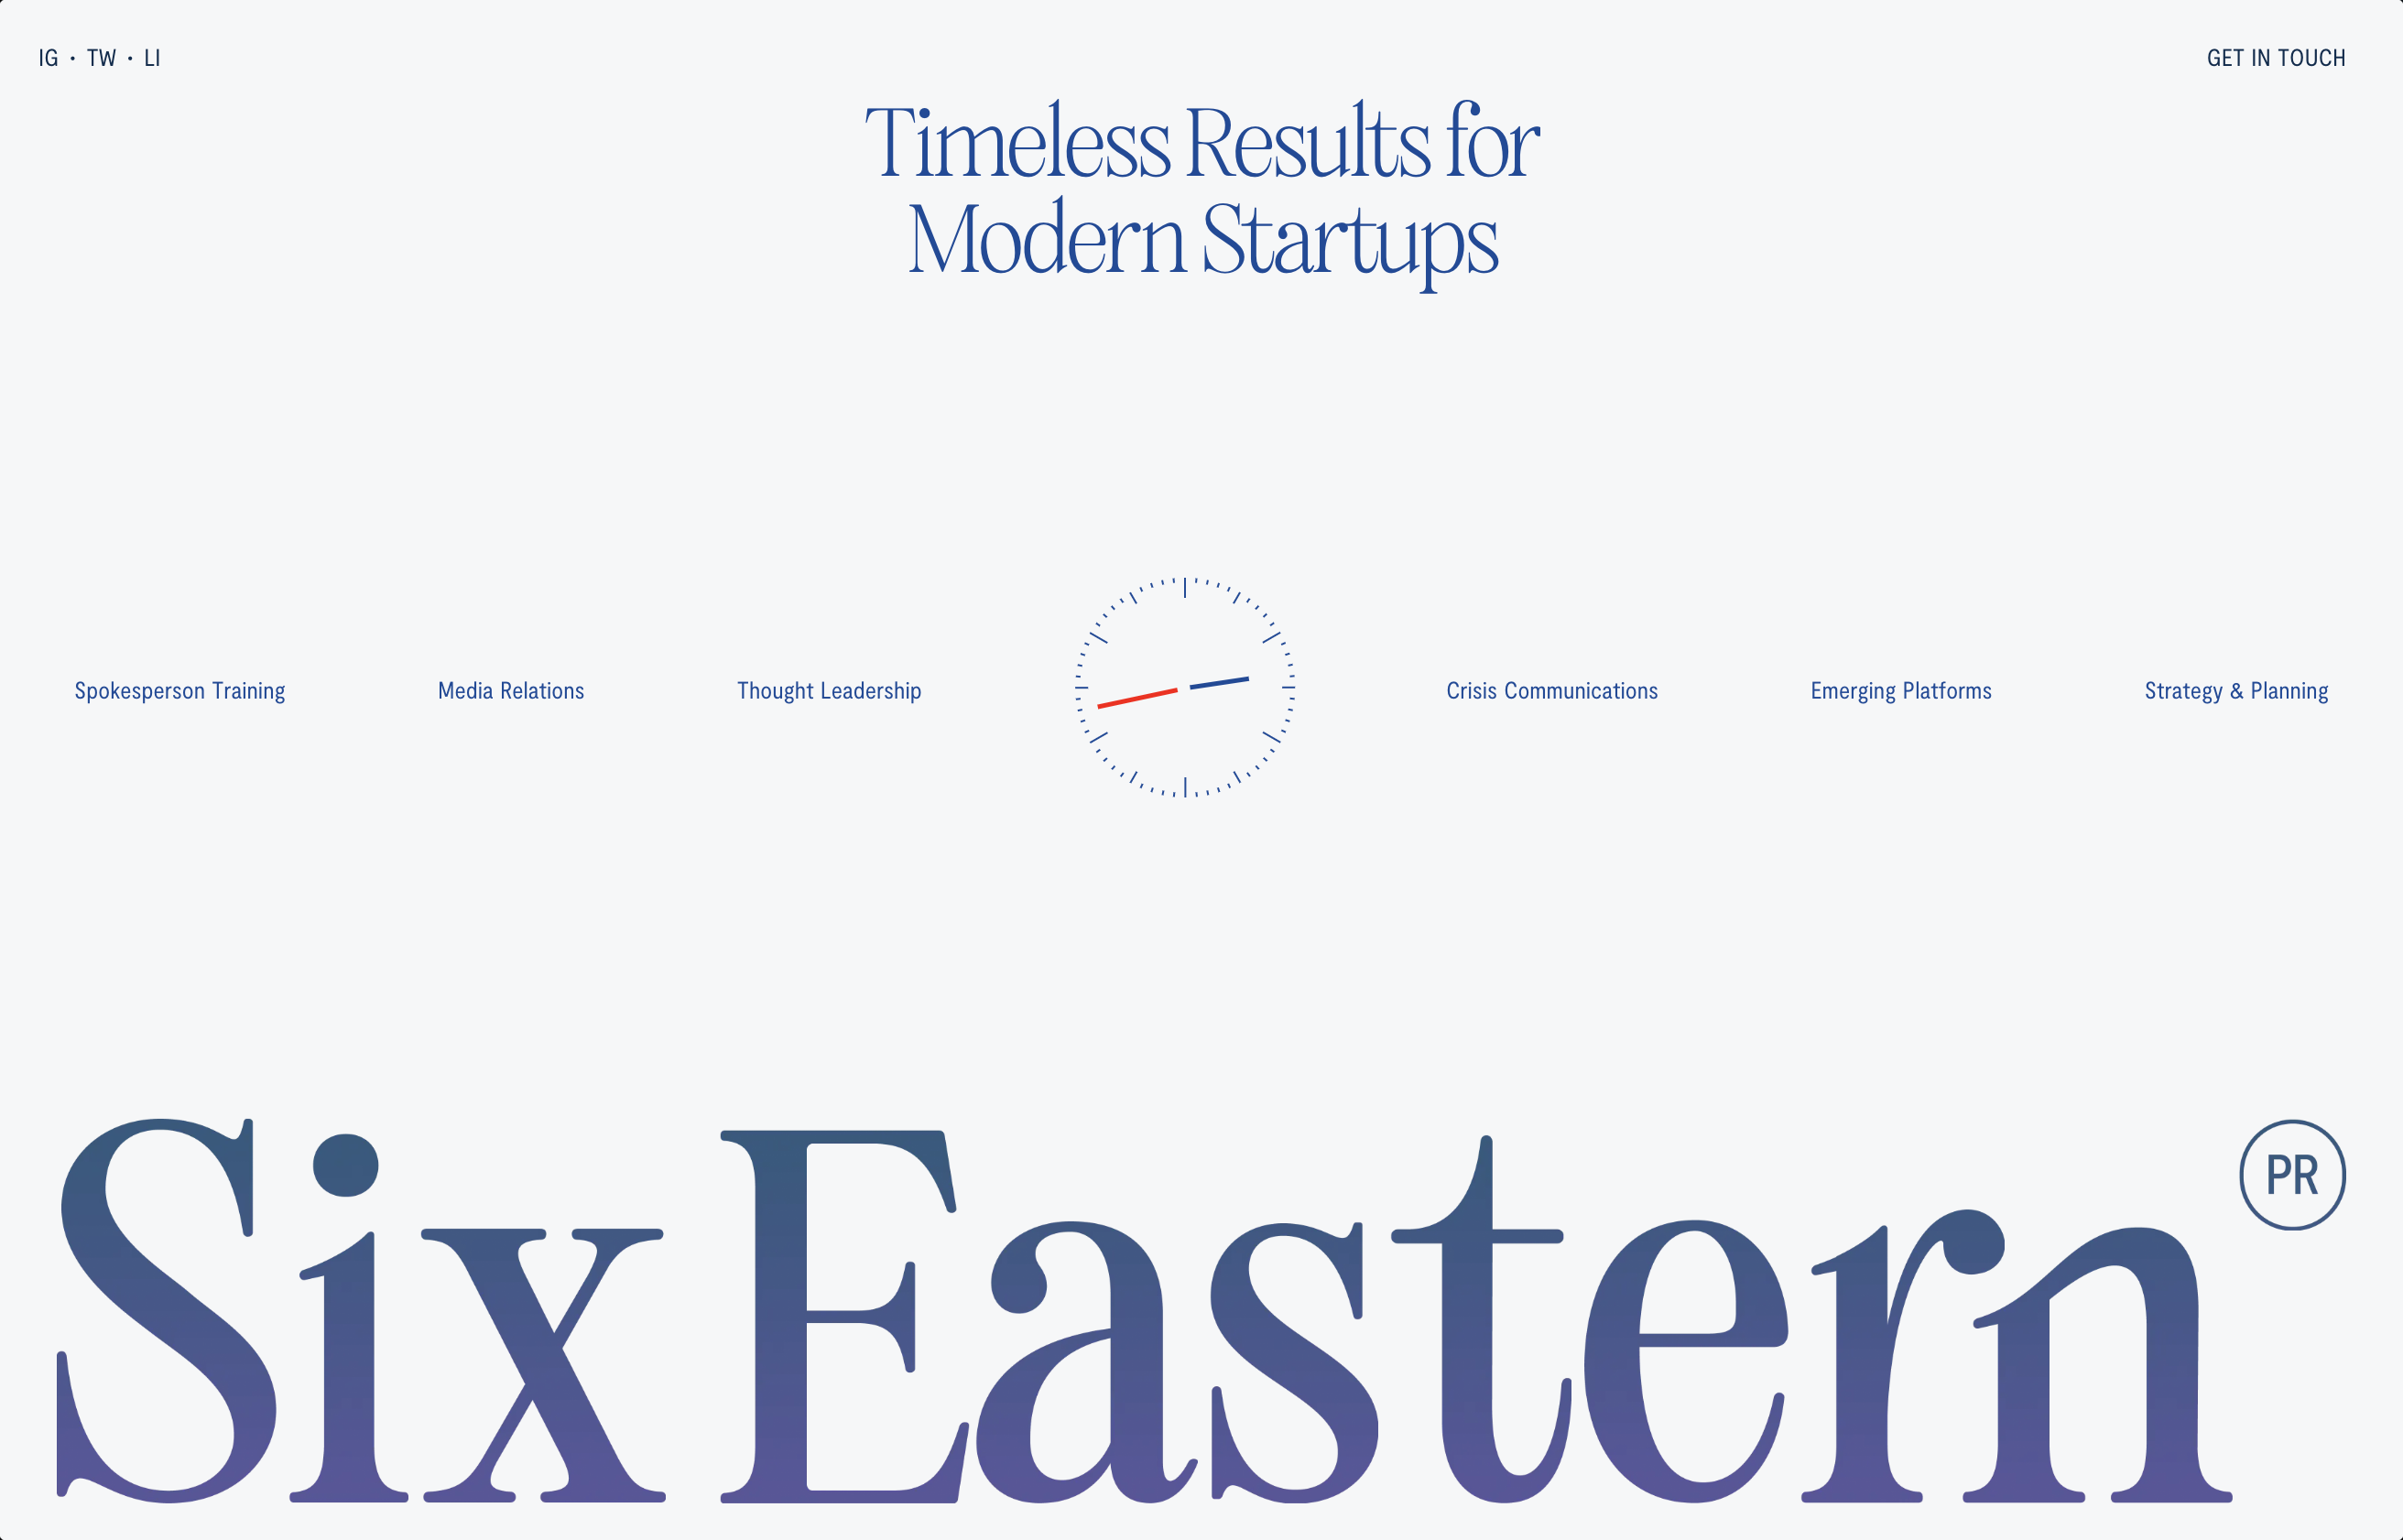 IG • TW • LI
GET IN TOUCH
Timeless Results for
Modern Startups
Spokesperson Training
Media Relations
Thought Leadership
Crisis Communications
Emerging Platforms
Strategy & Planning
Six Eastern
PR